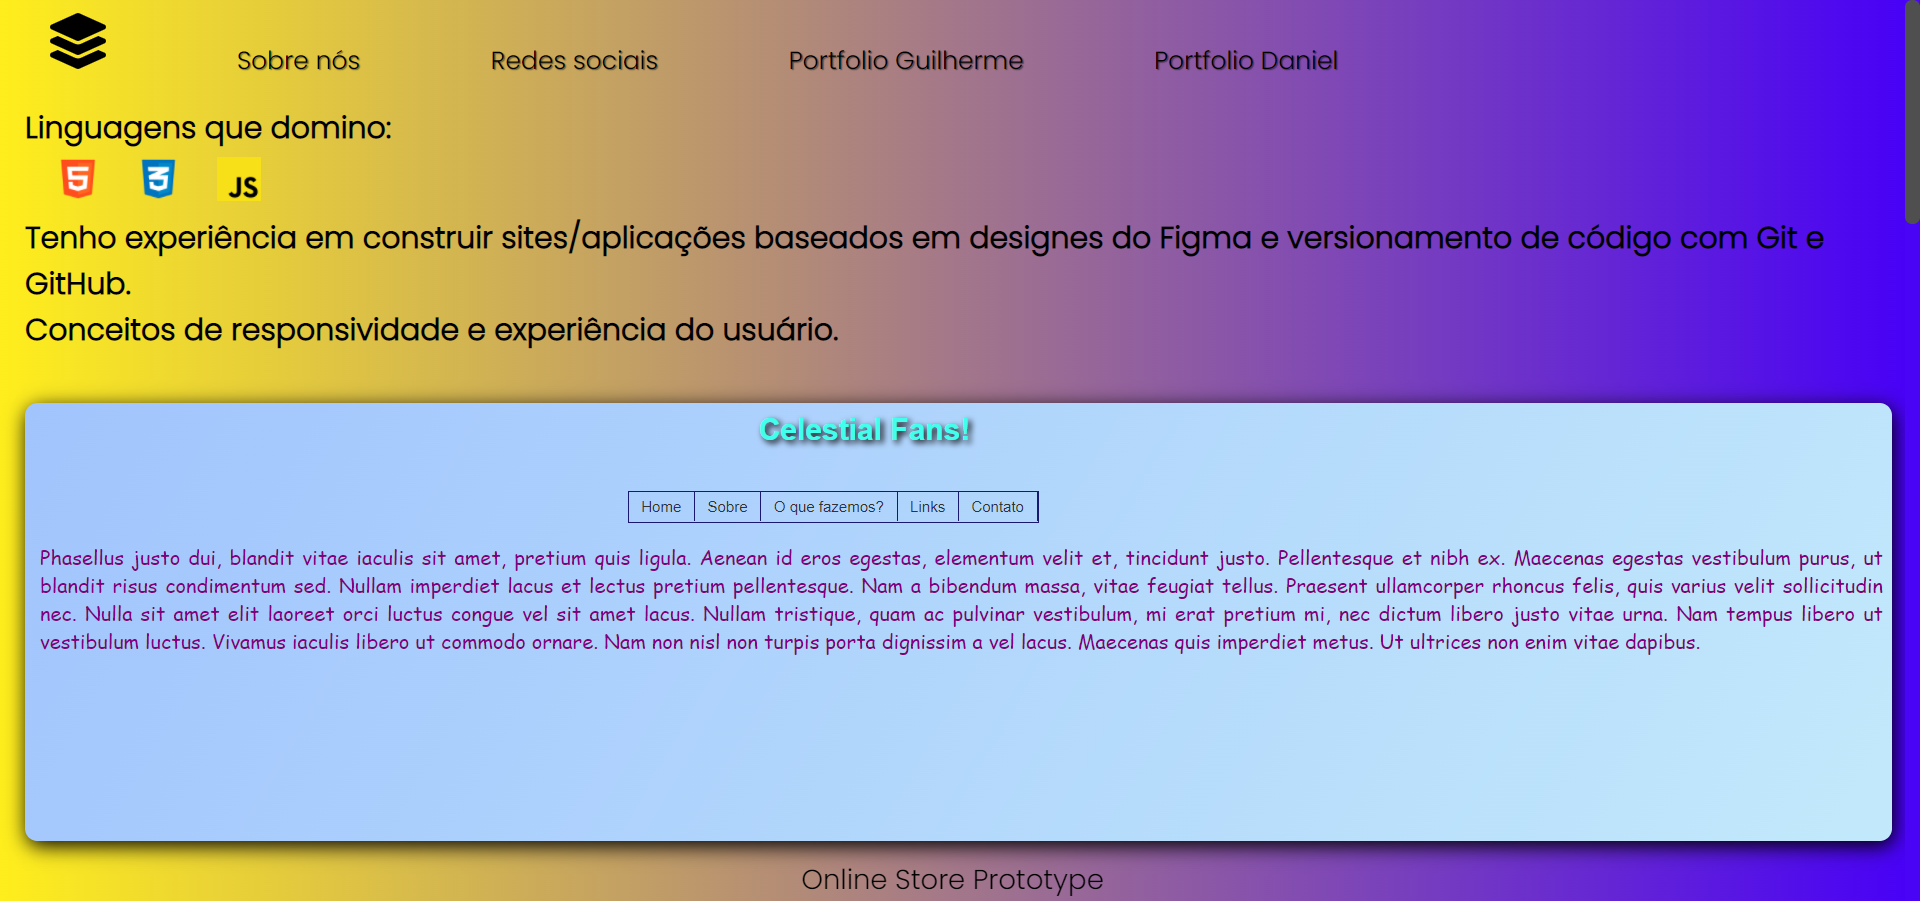 Sobre nós Redes sociais Portfolio Guilherme Portfolio Daniel
Linguagens que domino:
5 3 JS
Tenho experiência em construir sites/aplicações baseados em designes do Figma e versionamento de código com Git e
GitHub.
Conceitos de responsividade e experiência do usuário.
Celestial Fans!
Home Sobre O que fazemos? Links Contato
Phasellus justo dui, blandit vitae iaculis sit amet, pretium quis ligula. Aenean id eros egestas, elementum velit et, tincidunt justo. Pellentesque et nibh ex. Maecenas egestas vestibulum purus, ut
blandit risus condimentum sed. Nullam imperdiet lacus et lectus pretium pellentesque. Nam a bibendum massa, vitae feugiat tellus. Praesent ullamcorper rhoncus felis, quis varius velit sollicitudin
nec. Nulla sit amet elit laoreet orci luctus congue vel sit amet lacus. Nullam tristique, quam ac pulvinar vestibulum, mi erat pretium mi, nec dictum libero justo vitae urna. Nam tempus libero ut
vestibulum luctus. Vivamus iaculis libero ut commodo ornare. Nam non nisl non turpis porta dignissim a vel lacus. Maecenas quis imperdiet metus. Ut ultrices non enim vitae dapibus.
Online Store Prototype